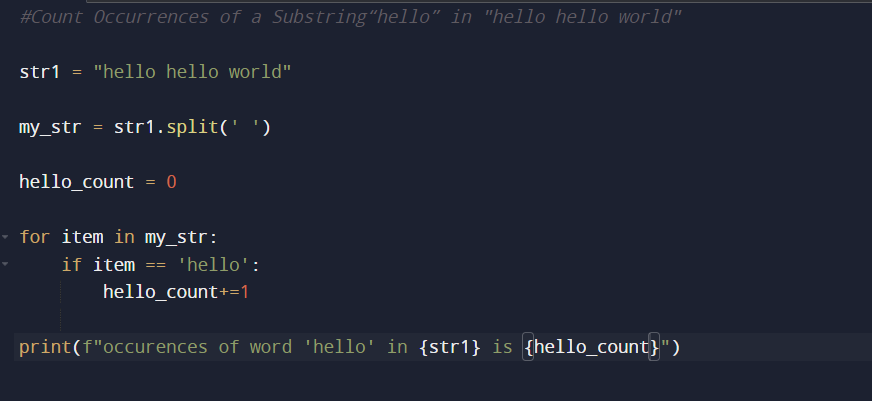 #Count Occurrences of a Substring“hello” in "hello hello world"
str1 = "hello hello world"
my_str = str1.split(' ')
hello_count = 0
for item in my_str:
    if item == 'hello':
        hello_count+=1
print(f"occurences of word 'hello' in {str1} is {hello_count}")